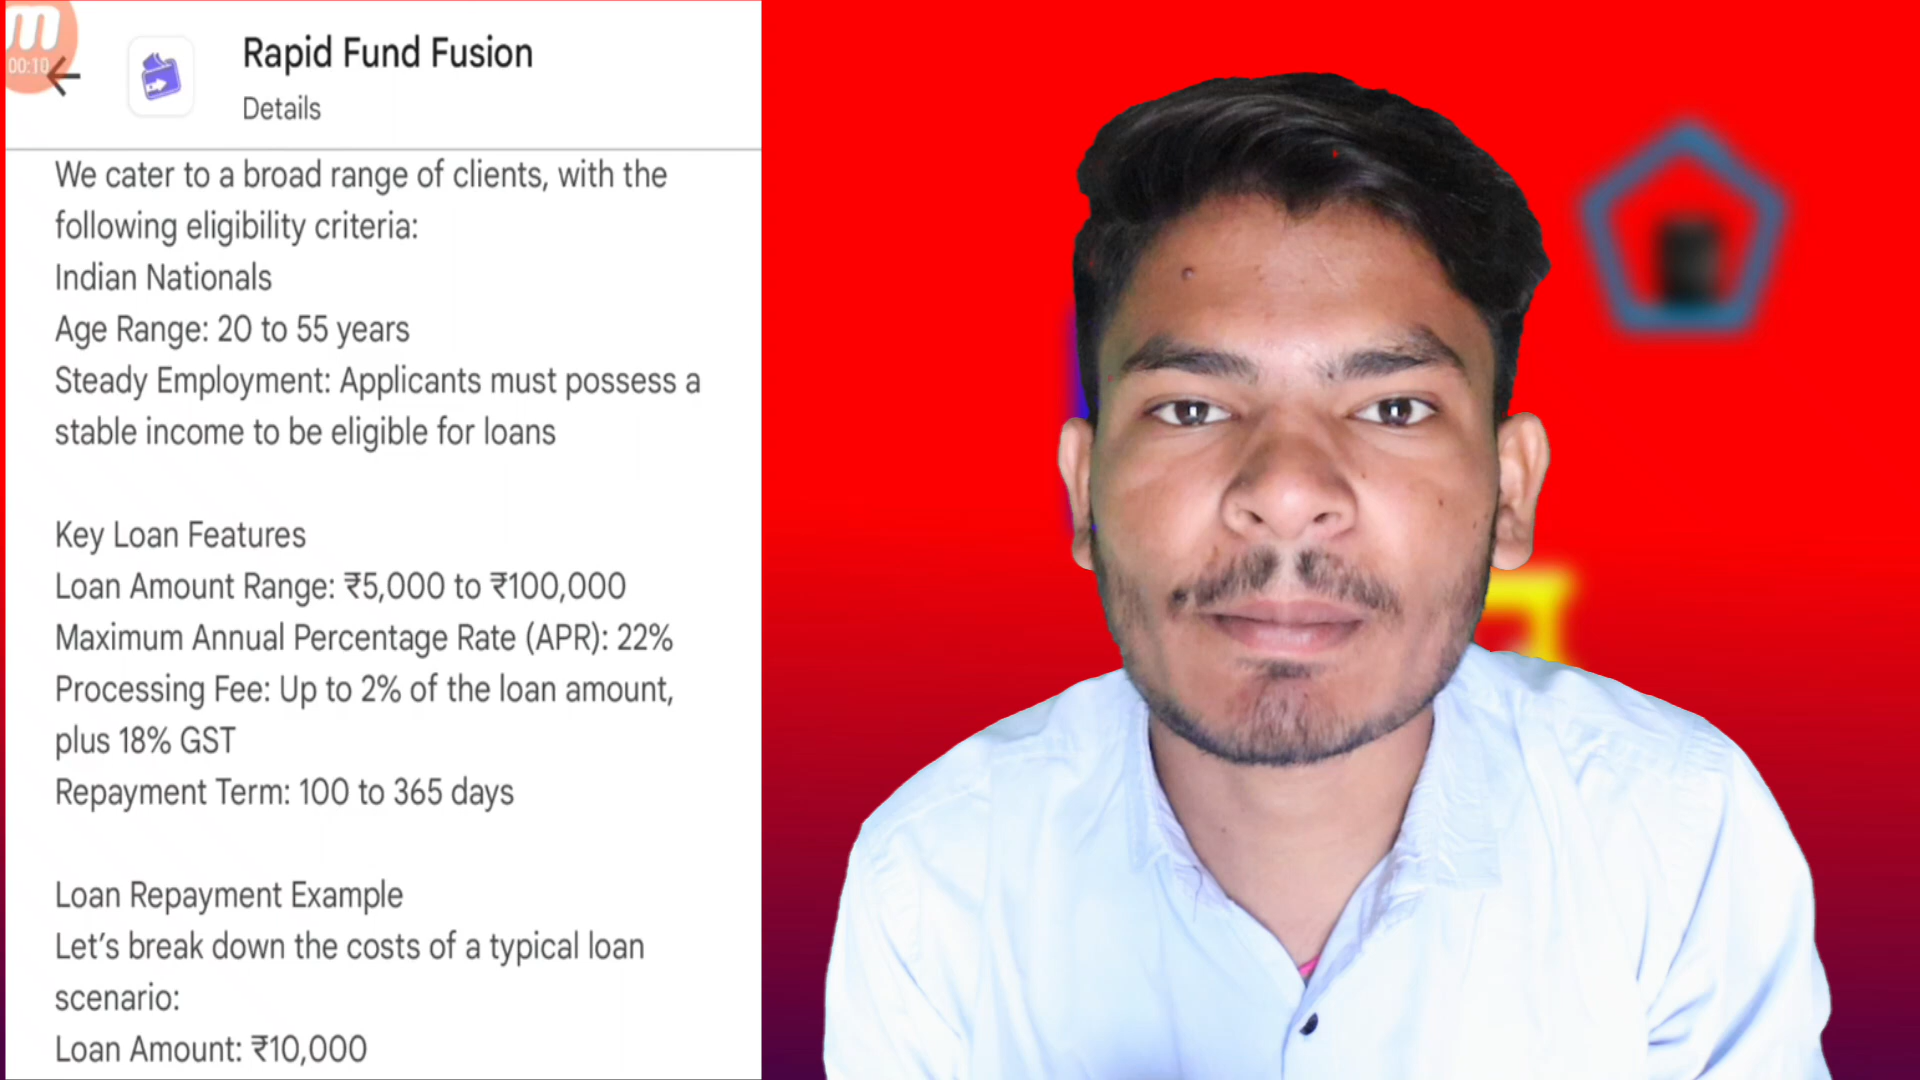 m
00:10
Rapid Fund Fusion
Details
We cater to a broad range of clients, with the
following eligibility criteria:
Indian Nationals
Age Range: 20 to 55 years
Steady Employment: Applicants must possess a
stable income to be eligible for loans
Key Loan Features
Loan Amount Range: ₹5,000 to ₹100,000
Maximum Annual Percentage Rate (APR): 22%
Processing Fee: Up to 2% of the loan amount,
plus 18% GST
Repayment Term: 100 to 365 days
Loan Repayment Example
Let’s break down the costs of a typical loan
scenario:
Loan Amount: ₹10,000